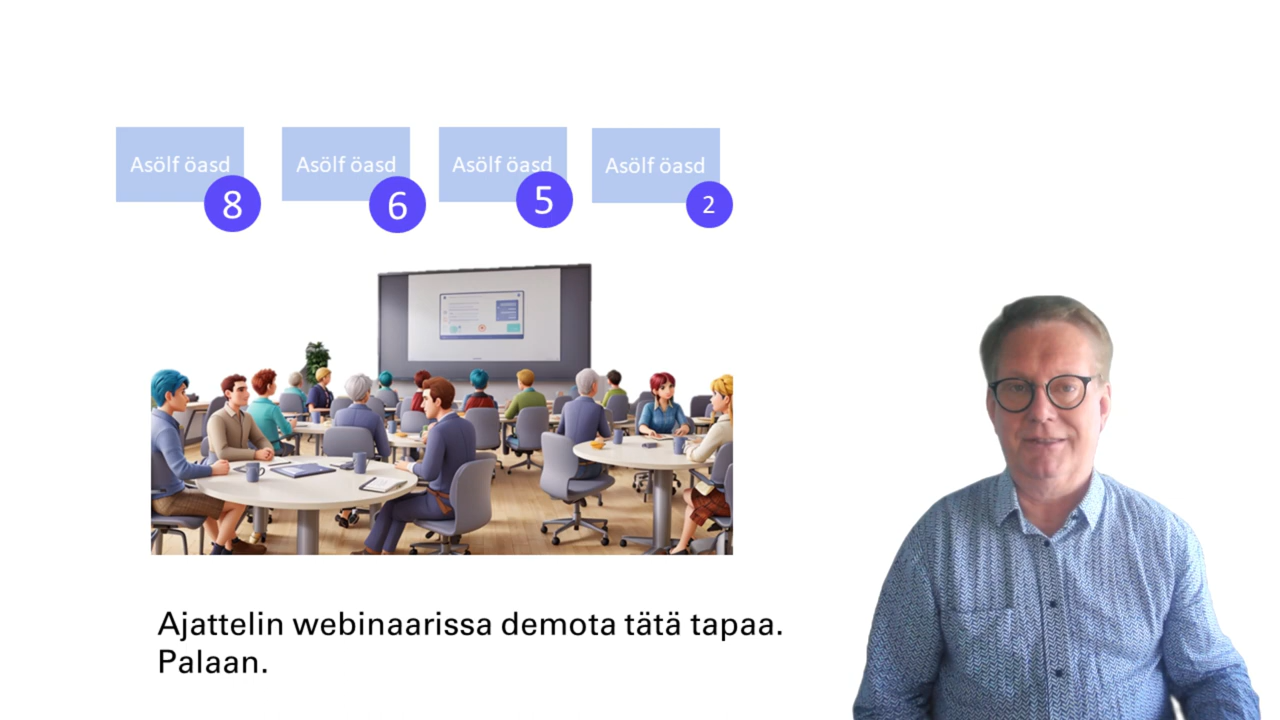 Asölf öasd
Asölf öasd
Asölf öasd
Asölf öasd
8
6
5
2
Ajattelin webinaarissa demota tätä tapaa.
Palaan.